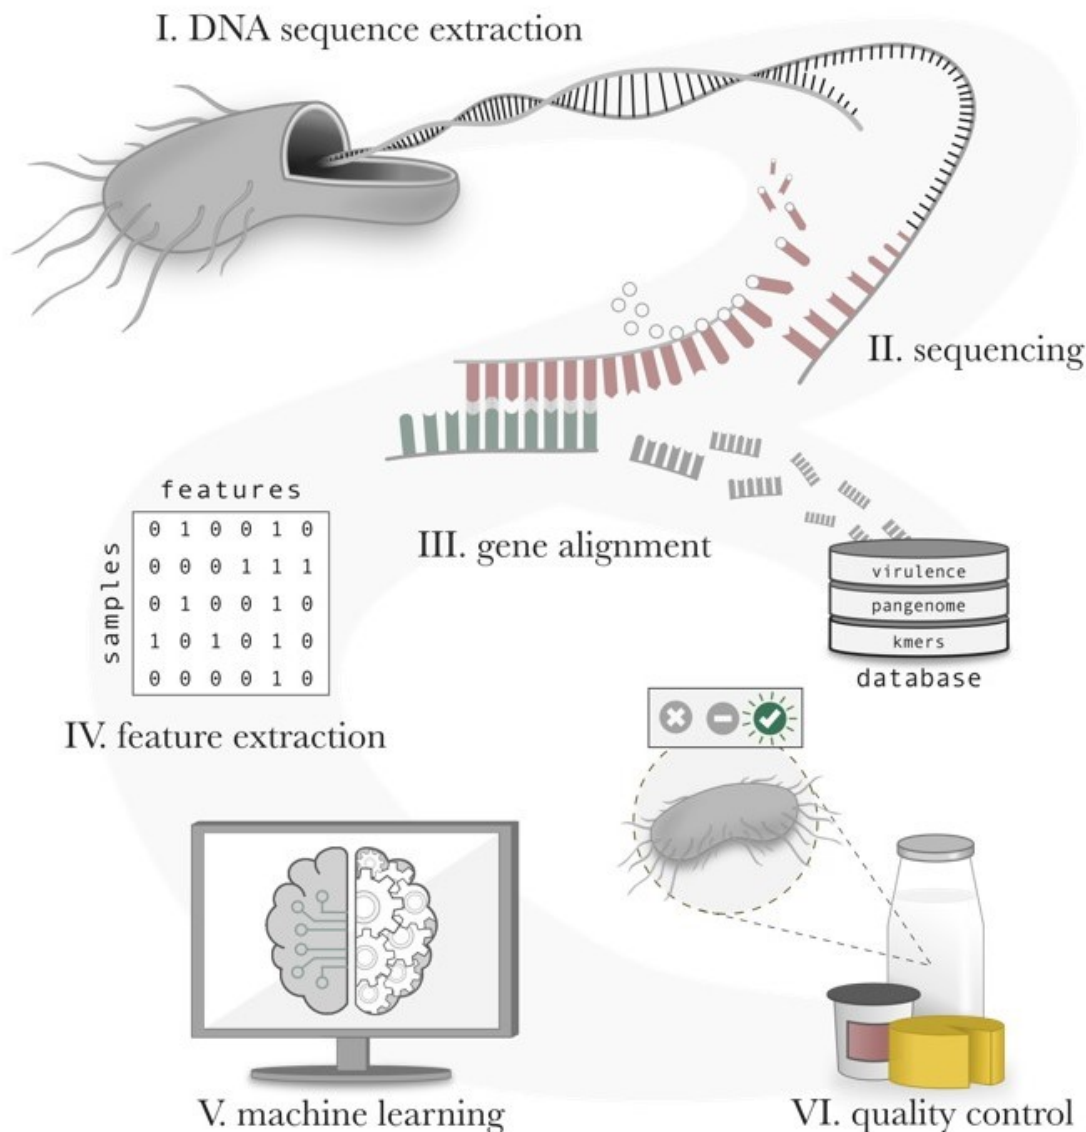 I. DNA sequence extraction
II. sequencing
III. gene alignment
virulence
pangenome
kmers
database
features
samples
0 1 0 0 1 0
0 0 0 1 1 1
0 1 0 0 1 0
1 0 1 0 1 0
0 0 0 0 1 0
IV. feature extraction
V. machine learning
VI. quality control